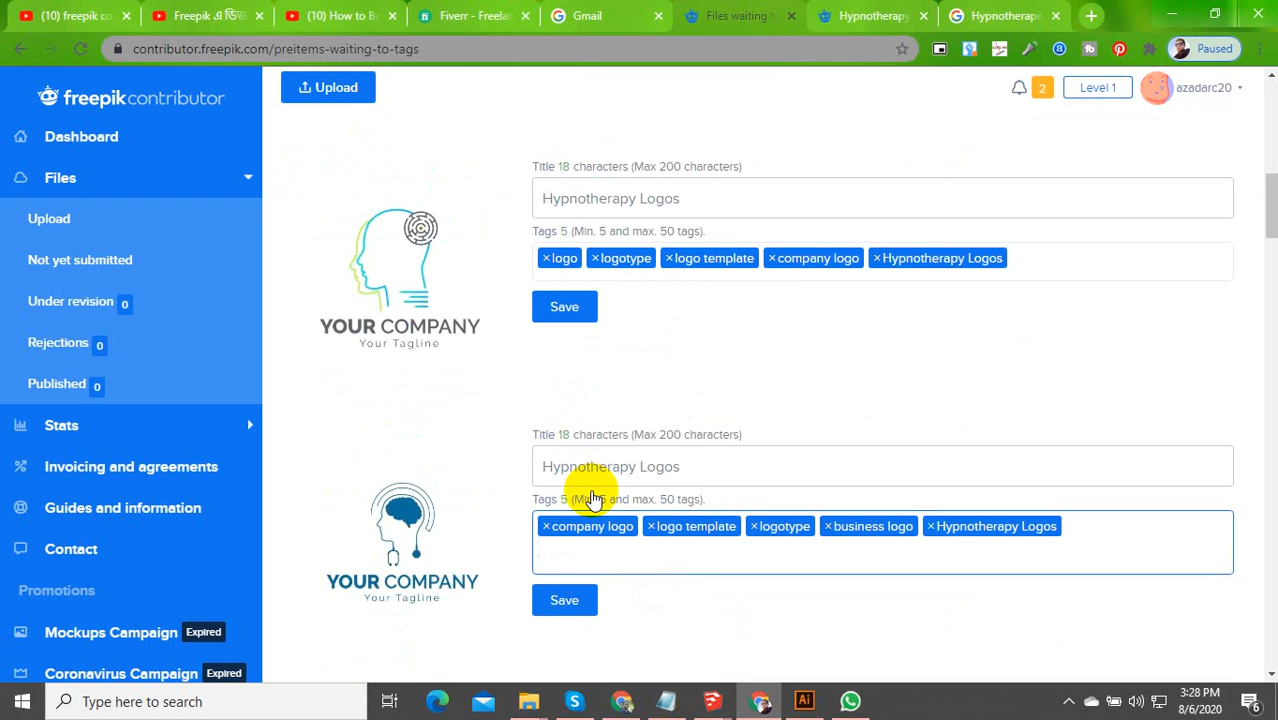 (10) freepik co
Freepik এ ডিজ
(10) How to Be
Fiverr - Freelan
Gmail
Files waiting to
Hypnotherapy
Hypnotherape
contributor.freepik.com/preitems-waiting-to-tags
Paused
freepikcontributor
Upload
2
Level 1
azadarc20
Dashboard
Files
Upload
Not yet submitted
Under revision 0
Rejections 0
Published 0
Stats
Invoicing and agreements
Guides and information
Contact
Promotions
Mockups Campaign Expired
Coronavirus Campaign Expired
Title 18 characters (Max 200 characters)
Hypnotherapy Logos
Tags 5 (Min. 5 and max. 50 tags).
×logo ×logotype ×logo template ×company logo ×Hypnotherapy Logos
Save
YOUR COMPANY
Your Tagline
Title 18 characters (Max 200 characters)
Hypnotherapy Logos
Tags 5 (Min. 5 and max. 50 tags).
×company logo ×logo template ×logotype ×business logo ×Hypnotherapy Logos
Save
YOUR COMPANY
Your Tagline
Type here to search
Ai
3:28 PM
8/6/2020
6